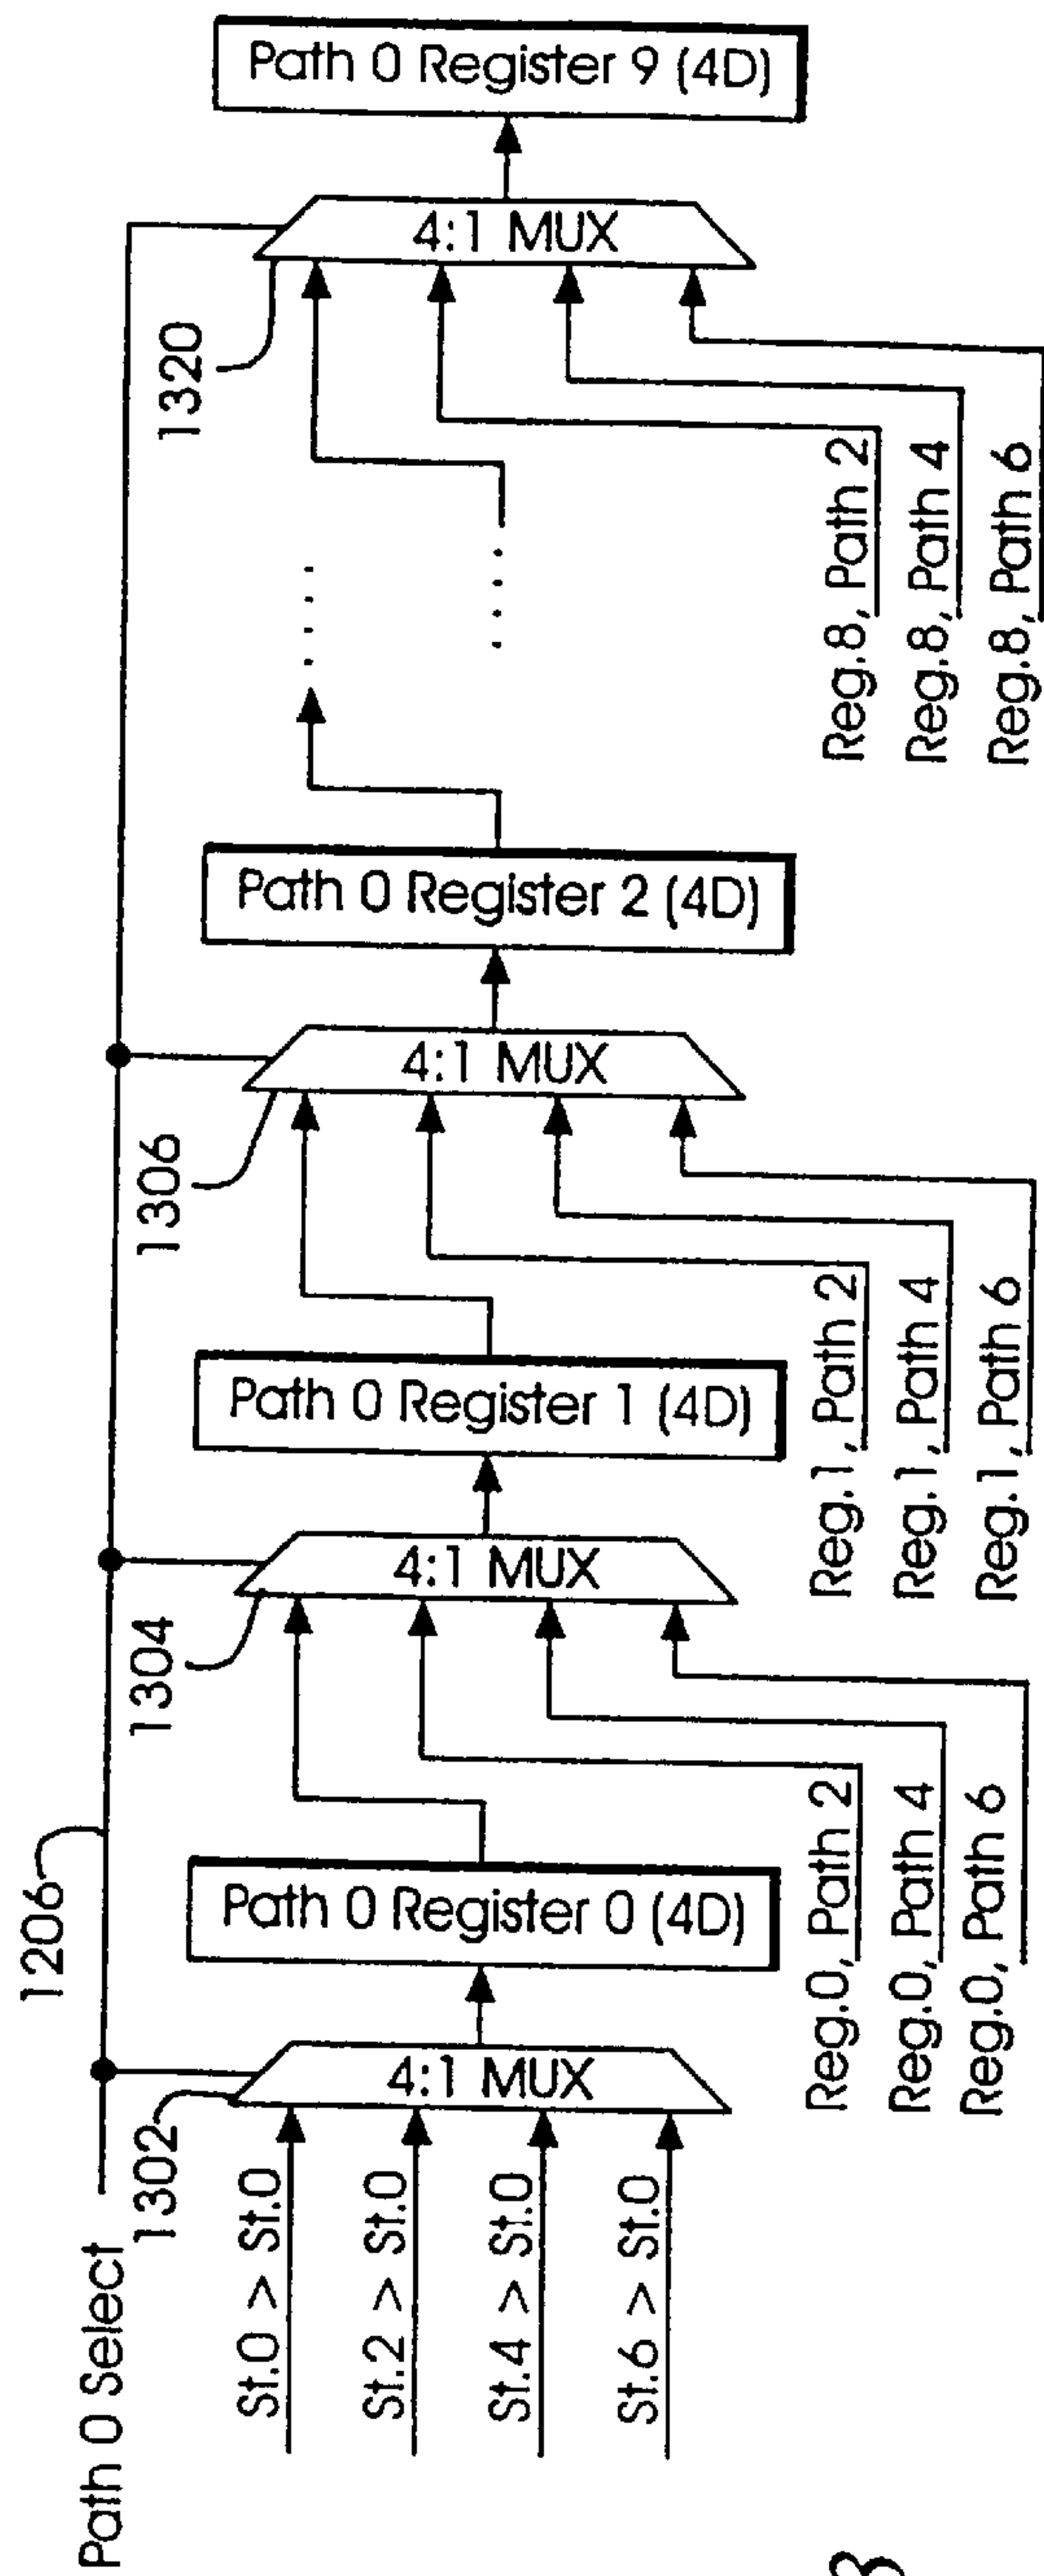 Path 0 Select
1206
1302
1304
1306
1320
St.0 > St.0
St.2 > St.0
St.4 > St.0
St.6 > St.0
4:1 MUX
Path 0 Register 0 (4D)
Reg.0, Path 2
Reg.0, Path 4
Reg.0, Path 6
4:1 MUX
Path 0 Register 1 (4D)
Reg.1, Path 2
Reg.1, Path 4
Reg.1, Path 6
4:1 MUX
Path 0 Register 2 (4D)
. . . .
. . . .
Reg.8, Path 2
Reg.8, Path 4
Reg.8, Path 6
4:1 MUX
Path 0 Register 9 (4D)
3